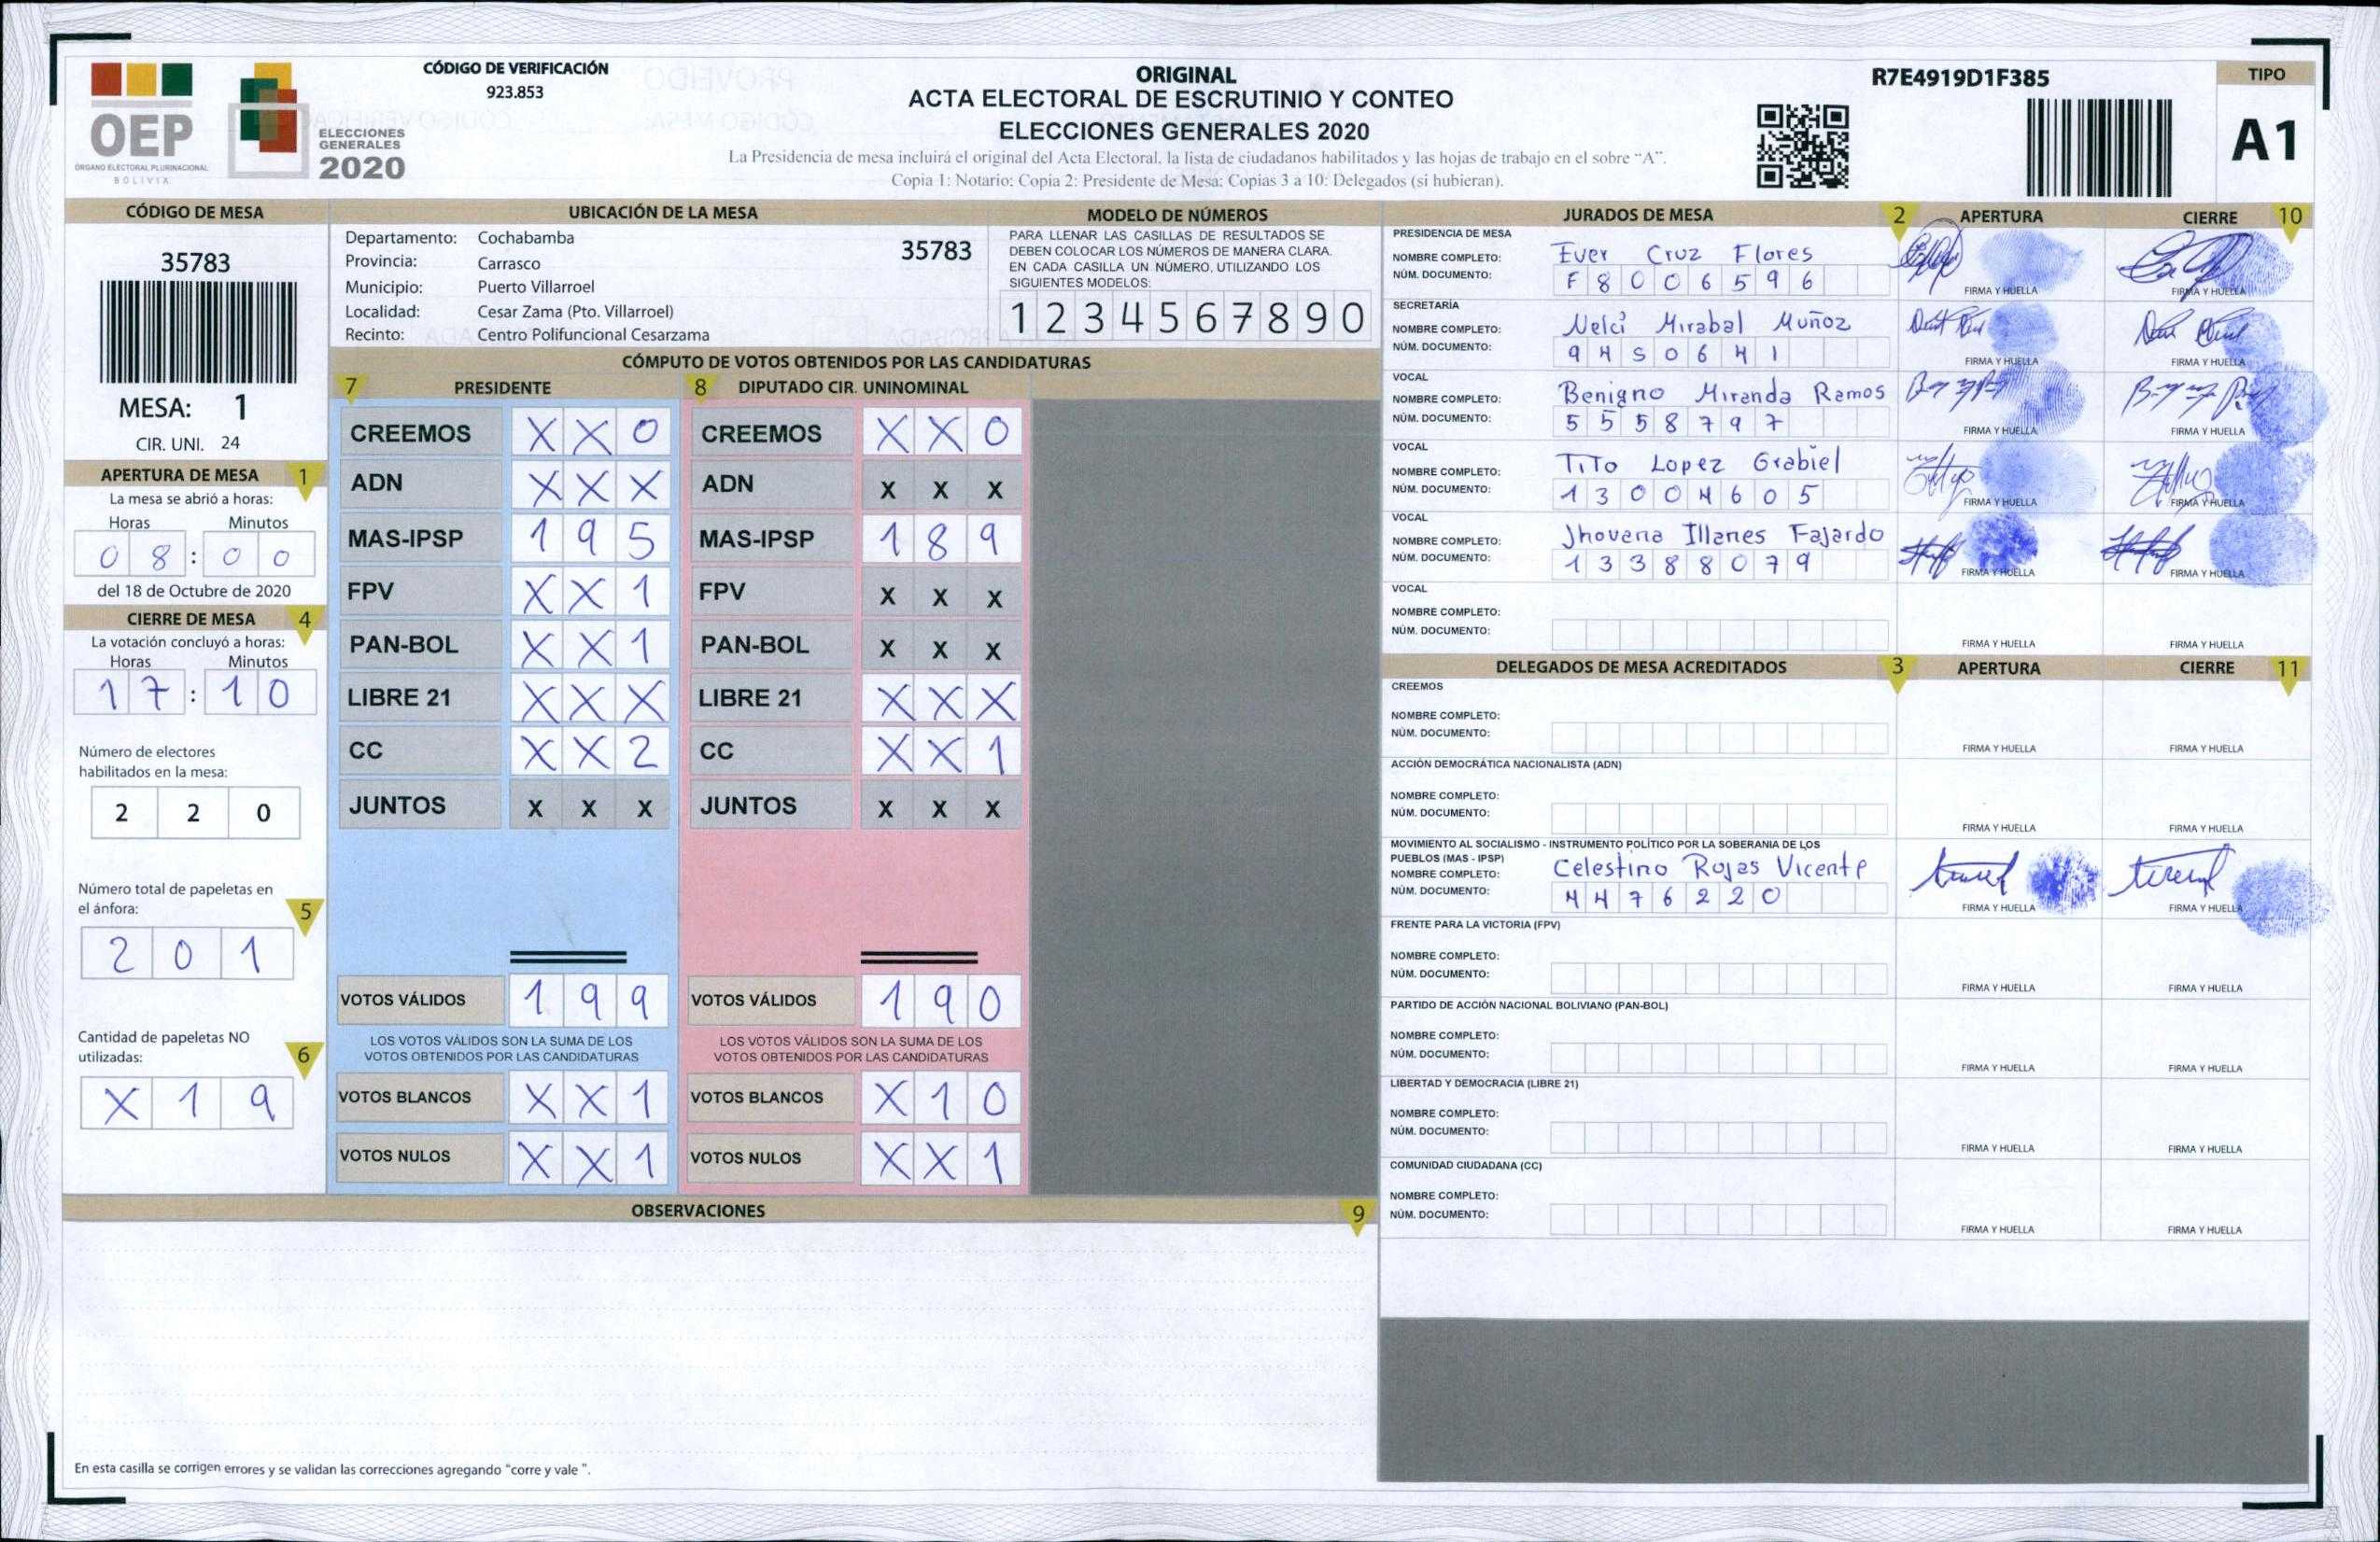 OEP
ÓRGANO ELECTORAL PLURINACIONAL
BOLIVIA
ELECCIONES
GENERALES
2020
CÓDIGO DE VERIFICACIÓN
923.853
ORIGINAL
ACTA ELECTORAL DE ESCRUTINIO Y CONTEO
ELECCIONES GENERALES 2020
La Presidencia de mesa incluirá el original del Acta Electoral, la lista de ciudadanos habilitados y las hojas de trabajo en el sobre "A".
Copia 1: Notario; Copia 2: Presidente de Mesa; Copias 3 a 10: Delegados (si hubieran).
R7E4919D1F385
TIPO
A1
CÓDIGO DE MESA
35783
MESA: 1
CIR. UNI. 24
APERTURA DE MESA 1
La mesa se abrió a horas:
Horas Minutos
08:00
del 18 de Octubre de 2020
CIERRE DE MESA 4
La votación concluyó a horas:
Horas Minutos
17:10
Número de electores
habilitados en la mesa:
2 2 0
Número total de papeletas en
el ánfora: 5
2 0 1
Cantidad de papeletas NO
utilizadas: 6
X 1 9
UBICACIÓN DE LA MESA
Departamento: Cochabamba
Provincia: Carrasco
Municipio: Puerto Villarroel
Localidad: Cesar Zama (Pto. Villarroel)
Recinto: Centro Polifuncional Cesarzama
35783
MODELO DE NÚMEROS
PARA LLENAR LAS CASILLAS DE RESULTADOS SE
DEBEN COLOCAR LOS NÚMEROS DE MANERA CLARA.
EN CADA CASILLA UN NÚMERO, UTILIZANDO LOS
SIGUIENTES MODELOS:
1 2 3 4 5 6 7 8 9 0
CÓMPUTO DE VOTOS OBTENIDOS POR LAS CANDIDATURAS
7 PRESIDENTE 8 DIPUTADO CIR. UNINOMINAL
CREEMOS X X 0 CREEMOS X X 0
ADN X X X ADN X X X
MAS-IPSP 1 9 5 MAS-IPSP 1 8 9
FPV X X 1 FPV X X X
PAN-BOL X X 1 PAN-BOL X X X
LIBRE 21 X X X LIBRE 21 X X X
CC X X 2 CC X X 1
JUNTOS X X X JUNTOS X X X
VOTOS VÁLIDOS 1 9 9 VOTOS VÁLIDOS 1 9 0
LOS VOTOS VÁLIDOS SON LA SUMA DE LOS LOS VOTOS VÁLIDOS SON LA SUMA DE LOS
VOTOS OBTENIDOS POR LAS CANDIDATURAS VOTOS OBTENIDOS POR LAS CANDIDATURAS
VOTOS BLANCOS X X 1 VOTOS BLANCOS X 1 0
VOTOS NULOS X X 1 VOTOS NULOS X X 1
OBSERVACIONES 9
En esta casilla se corrigen errores y se validan las correcciones agregando "corre y vale ".
JURADOS DE MESA 2 APERTURA CIERRE 10
PRESIDENCIA DE MESA
NOMBRE COMPLETO: Ever Cruz Flores
NÚM. DOCUMENTO: F 8 0 0 6 5 9 6
FIRMA Y HUELLA FIRMA Y HUELLA
SECRETARÍA
NOMBRE COMPLETO: Nelci Mirabal Muñoz
NÚM. DOCUMENTO: 9 4 5 0 6 4 1
FIRMA Y HUELLA FIRMA Y HUELLA
VOCAL
NOMBRE COMPLETO: Benigno Miranda Ramos
NÚM. DOCUMENTO: 5 5 5 8 7 9 7
FIRMA Y HUELLA FIRMA Y HUELLA
VOCAL
NOMBRE COMPLETO: Tito Lopez Grabiel
NÚM. DOCUMENTO: 1 3 0 0 4 6 0 5
FIRMA Y HUELLA FIRMA Y HUELLA
VOCAL
NOMBRE COMPLETO: Jhovana Illanes Fajardo
NÚM. DOCUMENTO: 1 3 3 8 8 0 7 9
FIRMA Y HUELLA FIRMA Y HUELLA
VOCAL
NOMBRE COMPLETO:
NÚM. DOCUMENTO:
FIRMA Y HUELLA FIRMA Y HUELLA
DELEGADOS DE MESA ACREDITADOS 3 APERTURA CIERRE 11
CREEMOS
NOMBRE COMPLETO:
NÚM. DOCUMENTO:
FIRMA Y HUELLA FIRMA Y HUELLA
ACCIÓN DEMOCRÁTICA NACIONALISTA (ADN)
NOMBRE COMPLETO:
NÚM. DOCUMENTO:
FIRMA Y HUELLA FIRMA Y HUELLA
MOVIMIENTO AL SOCIALISMO - INSTRUMENTO POLÍTICO POR LA SOBERANIA DE LOS
PUEBLOS (MAS - IPSP)
NOMBRE COMPLETO: Celestino Rojas Vicente
NÚM. DOCUMENTO: 4 4 7 6 2 2 0
FIRMA Y HUELLA FIRMA Y HUELLA
FRENTE PARA LA VICTORIA (FPV)
NOMBRE COMPLETO:
NÚM. DOCUMENTO:
FIRMA Y HUELLA FIRMA Y HUELLA
PARTIDO DE ACCIÓN NACIONAL BOLIVIANO (PAN-BOL)
NOMBRE COMPLETO:
NÚM. DOCUMENTO:
FIRMA Y HUELLA FIRMA Y HUELLA
LIBERTAD Y DEMOCRACIA (LIBRE 21)
NOMBRE COMPLETO:
NÚM. DOCUMENTO:
FIRMA Y HUELLA FIRMA Y HUELLA
COMUNIDAD CIUDADANA (CC)
NOMBRE COMPLETO:
NÚM. DOCUMENTO:
FIRMA Y HUELLA FIRMA Y HUELLA